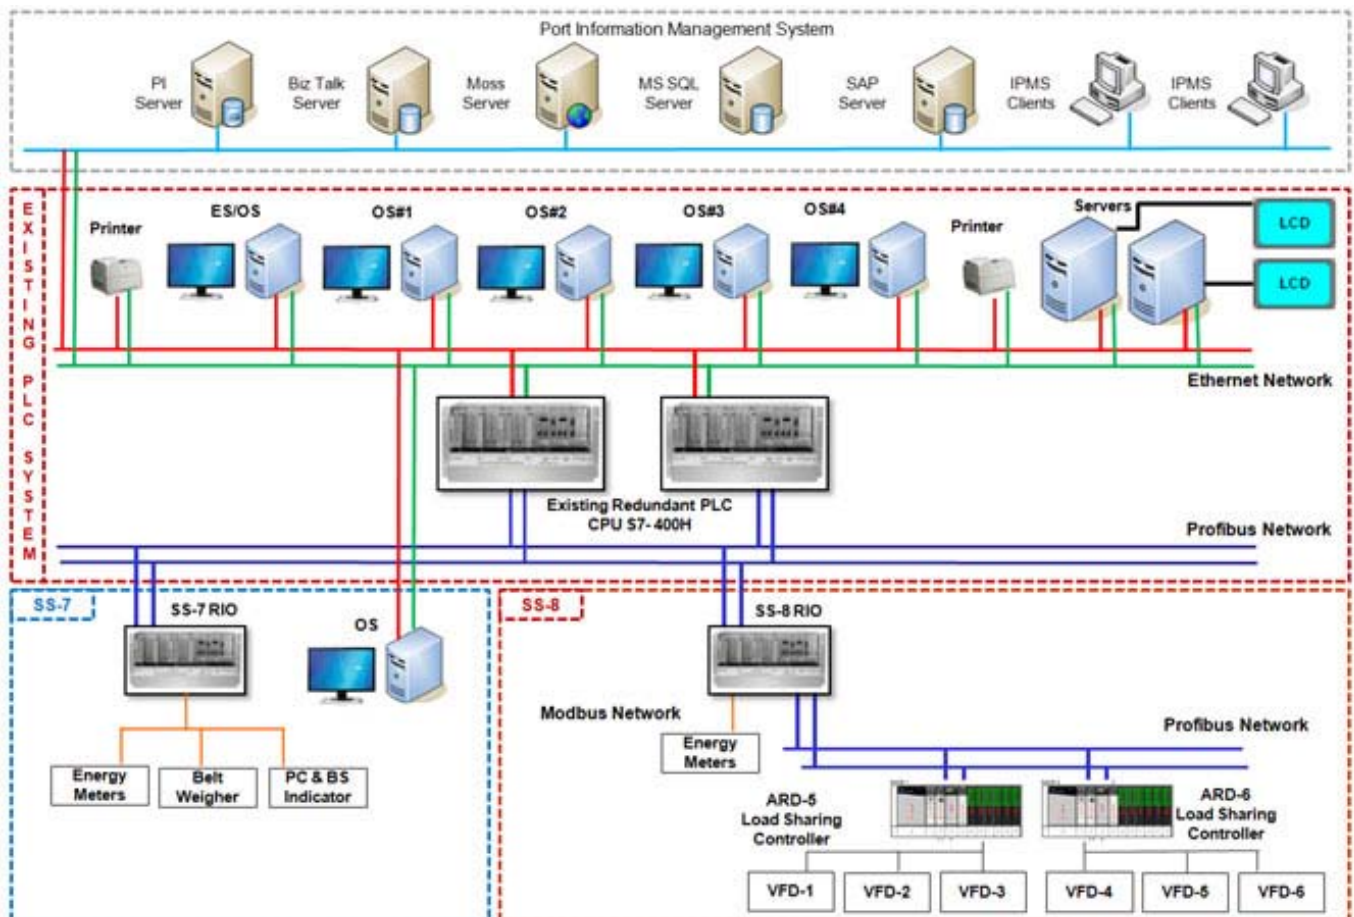 Port Information Management System
PI
Server
Biz Talk
Server
Moss
Server
MS SQL
Server
SAP
Server
IPMS
Clients
IPMS
Clients
EXISTING PLC SYSTEM
Printer
ES/OS
OS#1
OS#2
OS#3
OS#4
Printer
Servers
LCD
LCD
Ethernet Network
Existing Redundant PLC
CPU S7- 400H
Profibus Network
SS-7
SS-7 RIO
OS
Energy
Meters
Belt
Weigher
PC & BS
Indicator
SS-8
SS-8 RIO
Modbus Network
Energy
Meters
Profibus Network
ARD-5
Load Sharing
Controller
ARD-6
Load Sharing
Controller
VFD-1
VFD-2
VFD-3
VFD-4
VFD-5
VFD-6